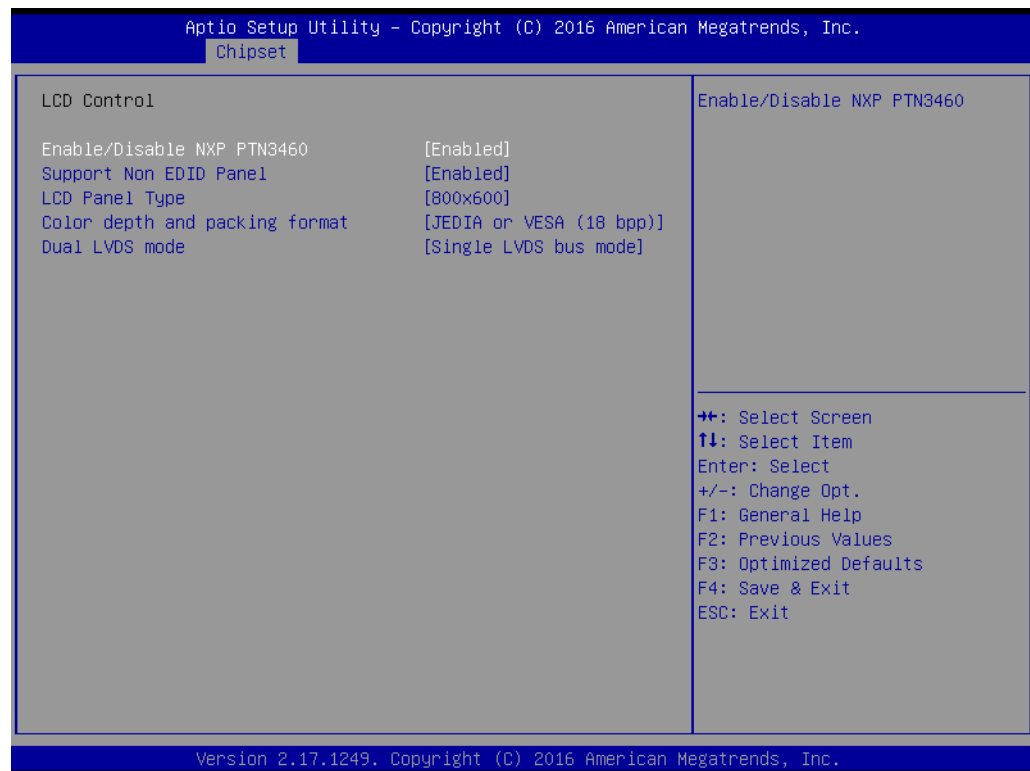 Aptio Setup Utility – Copyright (C) 2016 American Megatrends, Inc.
Chipset
LCD Control
Enable/Disable NXP PTN3460 [Enabled]
Support Non EDID Panel [Enabled]
LCD Panel Type [800x600]
Color depth and packing format [JEDIA or VESA (18 bpp)]
Dual LVDS mode [Single LVDS bus mode]
Enable/Disable NXP PTN3460
→←: Select Screen
↑↓: Select Item
Enter: Select
+/-: Change Opt.
F1: General Help
F2: Previous Values
F3: Optimized Defaults
F4: Save & Exit
ESC: Exit
Version 2.17.1249. Copyright (C) 2016 American Megatrends, Inc.